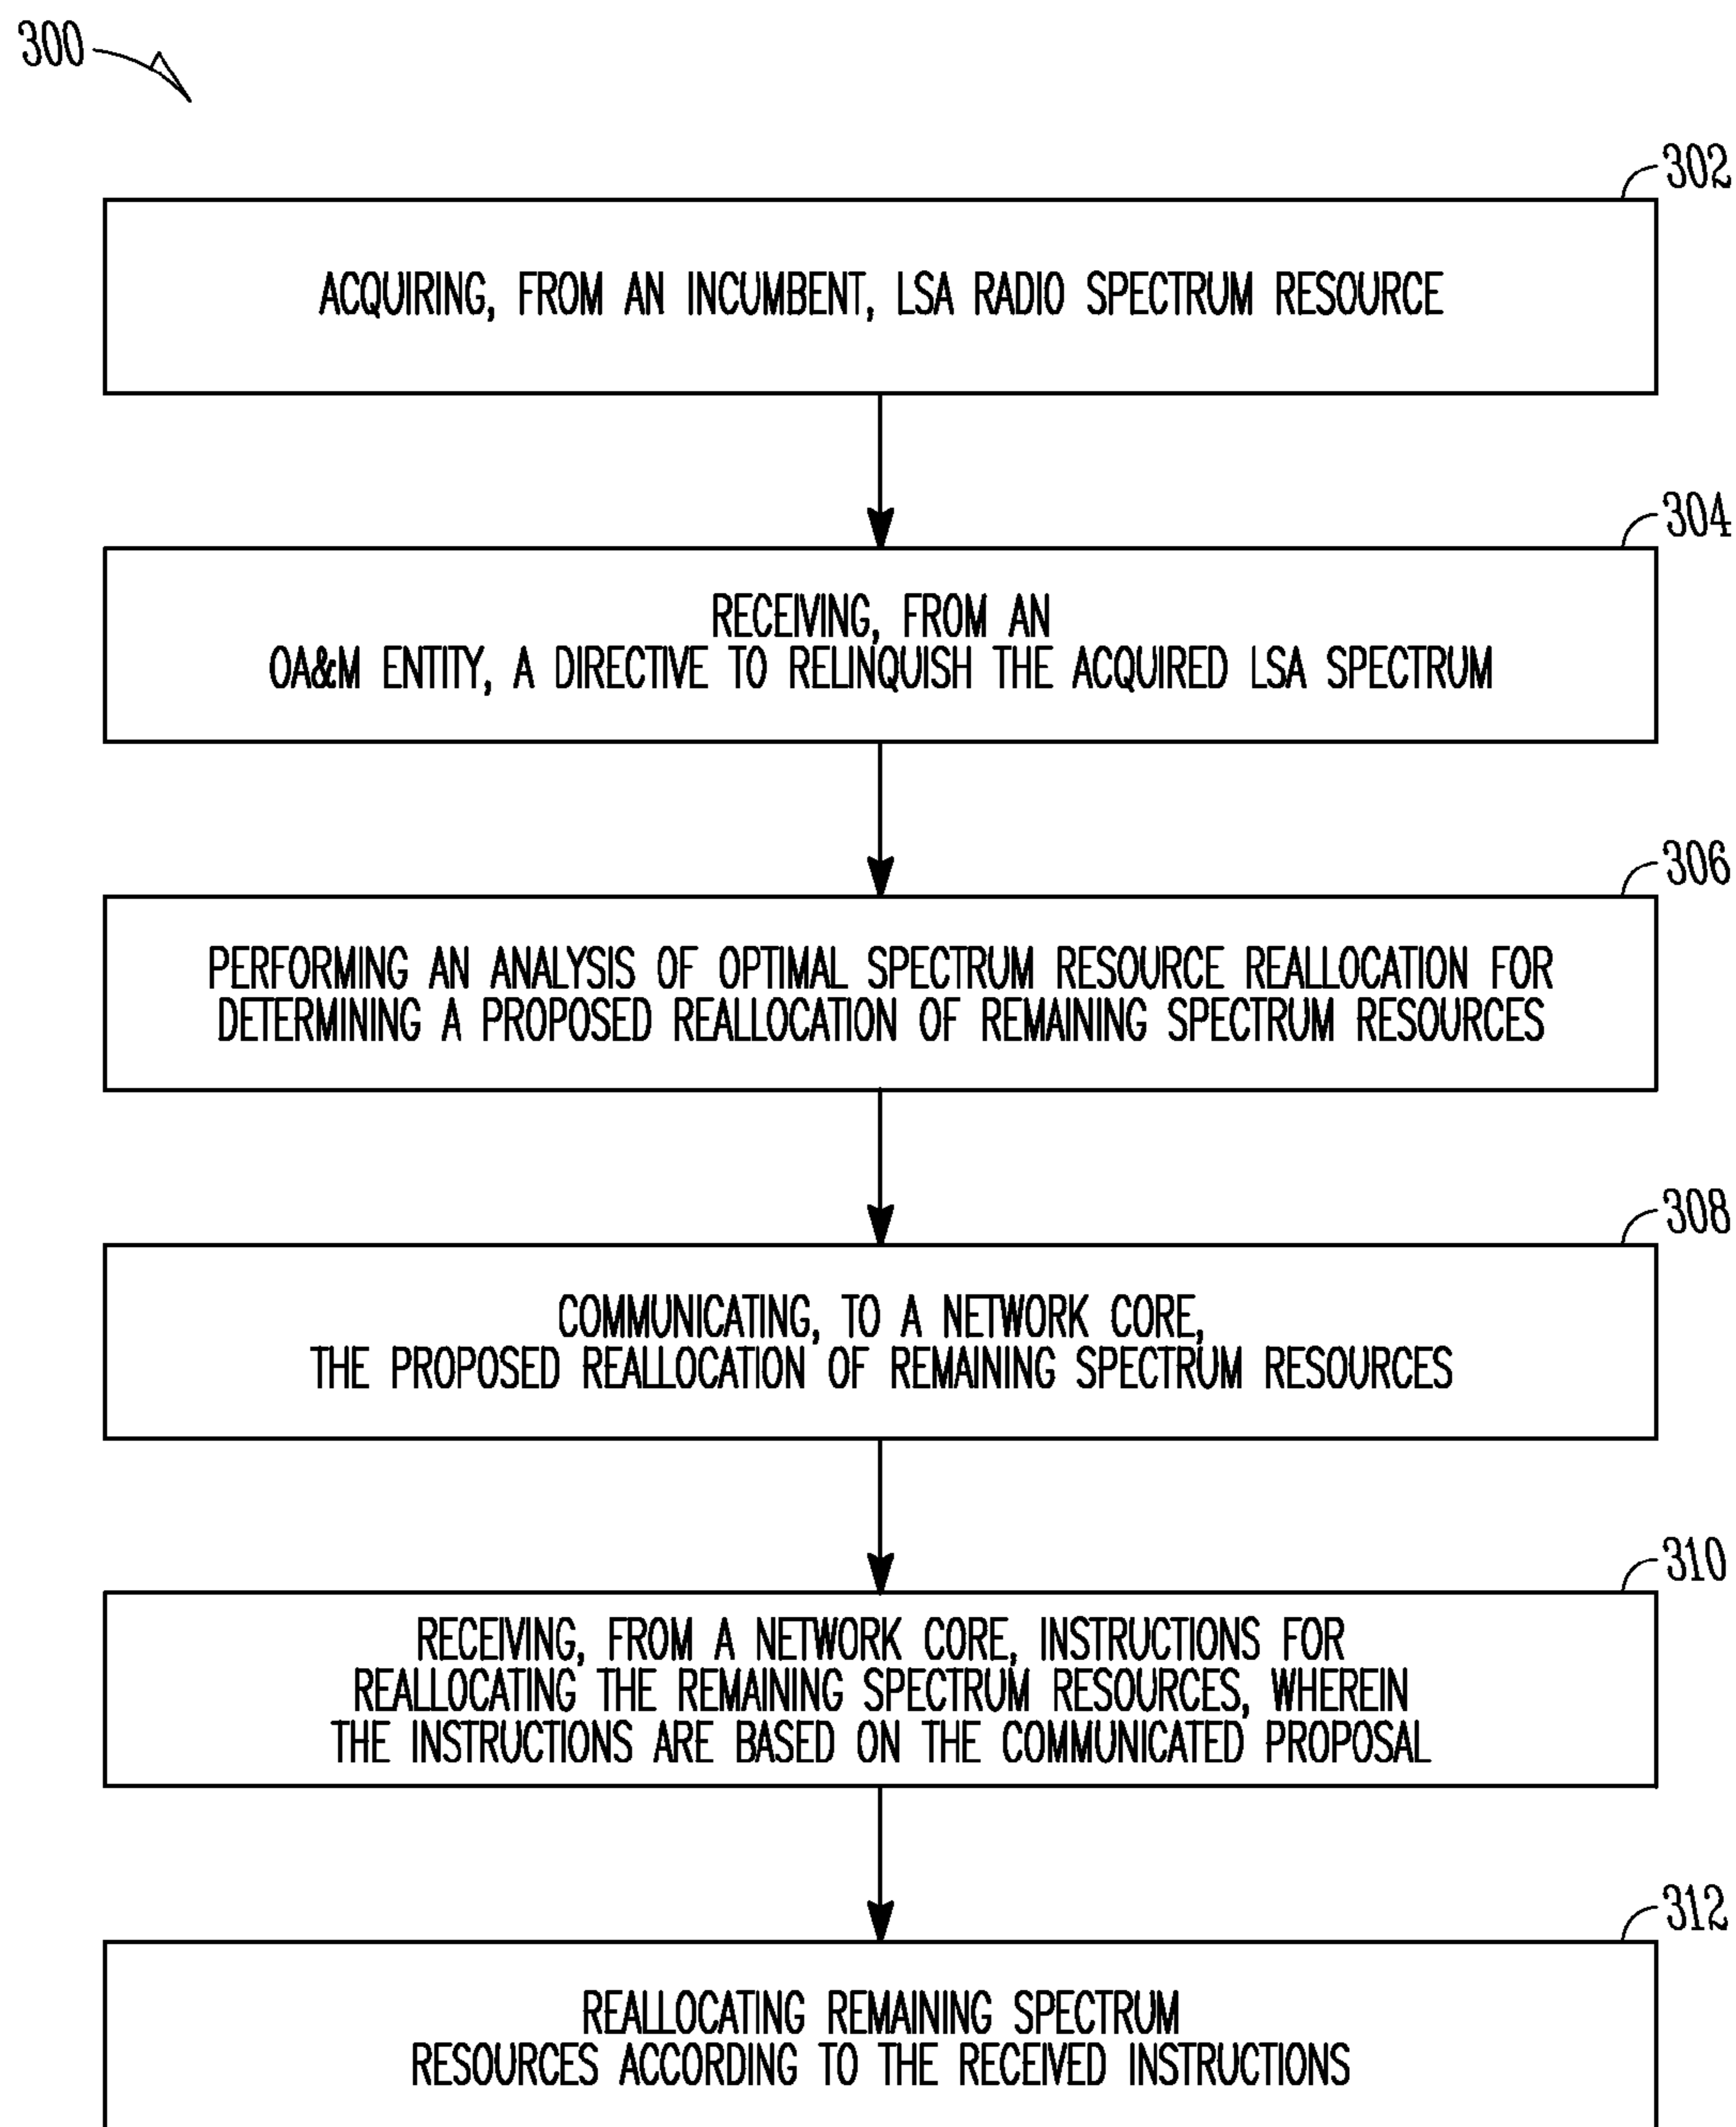 300
302
ACQUIRING, FROM AN INCUMBENT, LSA RADIO SPECTRUM RESOURCE
304
RECEIVING, FROM AN
OA&M ENTITY, A DIRECTIVE TO RELINQUISH THE ACQUIRED LSA SPECTRUM
306
PERFORMING AN ANALYSIS OF OPTIMAL SPECTRUM RESOURCE REALLOCATION FOR
DETERMINING A PROPOSED REALLOCATION OF REMAINING SPECTRUM RESOURCES
308
COMMUNICATING, TO A NETWORK CORE,
THE PROPOSED REALLOCATION OF REMAINING SPECTRUM RESOURCES
310
RECEIVING, FROM A NETWORK CORE, INSTRUCTIONS FOR
REALLOCATING THE REMAINING SPECTRUM RESOURCES, WHEREIN
THE INSTRUCTIONS ARE BASED ON THE COMMUNICATED PROPOSAL
312
REALLOCATING REMAINING SPECTRUM
RESOURCES ACCORDING TO THE RECEIVED INSTRUCTIONS